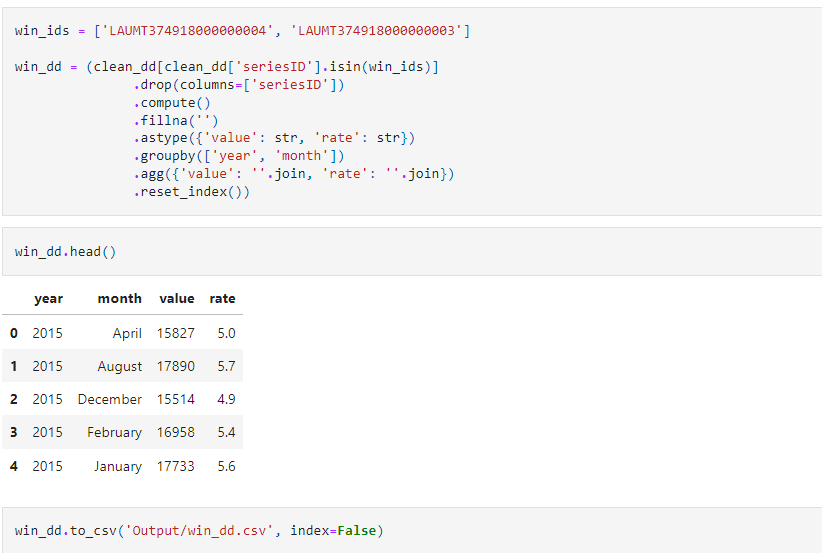 win_ids = ['LAUMT374918000000004', 'LAUMT374918000000003']
win_dd = (clean_dd[clean_dd['seriesID'].isin(win_ids)]
.drop(columns=['seriesID'])
.compute()
.fillna('')
.astype({'value': str, 'rate': str})
.groupby(['year', 'month'])
.agg({'value': ''.join, 'rate': ''.join})
.reset_index())
win_dd.head()
year month value rate
0 2015 April 15827 5.0
1 2015 August 17890 5.7
2 2015 December 15514 4.9
3 2015 February 16958 5.4
4 2015 January 17733 5.6
win_dd.to_csv('Output/win_dd.csv', index=False)